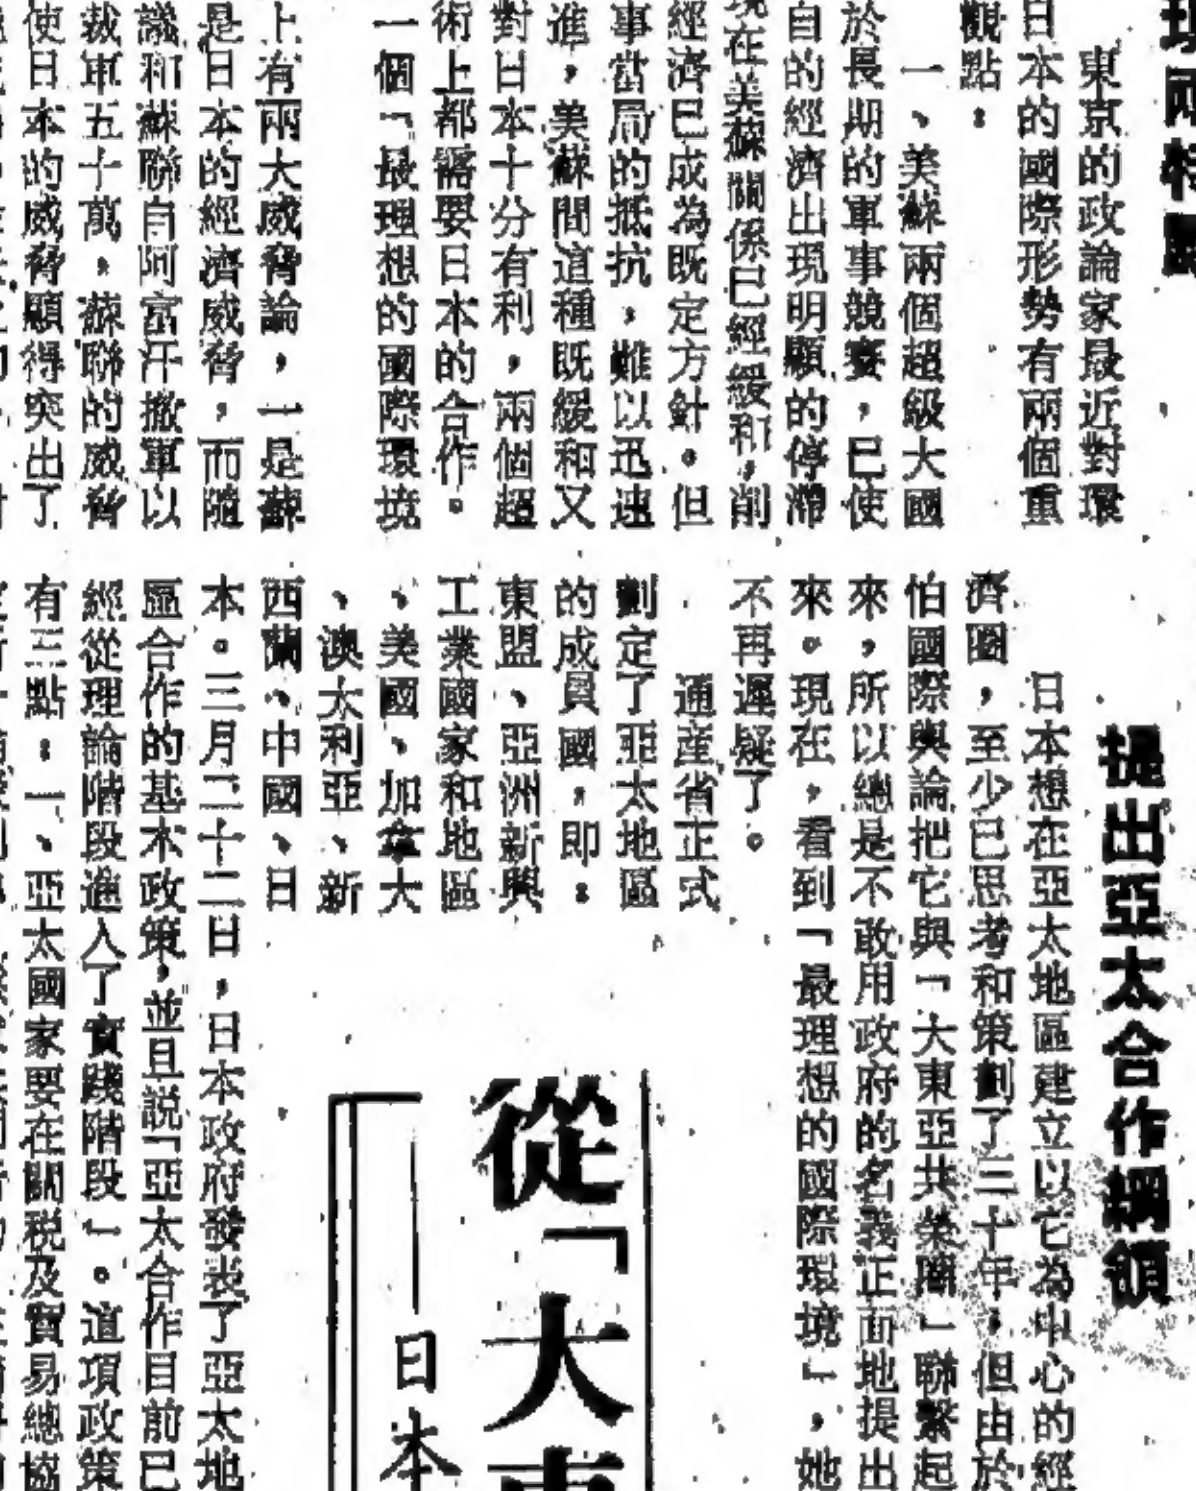 東京的政論家最近對環
日本的國際形勢有兩個重
觀點：
一、美蘇兩個超級大國
於長期的軍事競賽，已使
自的經濟出現明顯的停滯
現在美蘇關係已經緩和，削
經濟已成為既定方針。但
事當局的抵抗，難以迅速
進，美蘇間這種既緩和又
對日本十分有利，兩個超
術上都需要日本的合作。
一個「最理想的國際環境
上有兩大威脅論，一是蘇
是日本的經濟威脅，而隨
議和蘇聯自阿富汗撤軍以
裁軍五十萬，蘇聯的威脅
使日本的威脅顯得突出了
提出亞太合作綱領
日本想在亞太地區建立以它為中心的經
濟圈，至少已思考和策劃了三十年，但由於
怕國際輿論把它與「大東亞共榮圈」聯繫起
來，所以總是不敢用政府的名義正面地提出
來。現在，看到「最理想的國際環境」，她
不再遲疑了。
通産省正式
劃定了亞太地區
的成員國，即：
東盟、亞洲新興
工業國家和地區
、美國、加拿大
、澳大利亞、新
西蘭、中國、日
本。三月二十二日，日本政府發表了亞太地
區合作的基本政策，並且説「亞太合作目前已
經從理論階段進入了實踐階段」。這項政策
有三點：一、亞太國家要在關税及貿易總協
從「大東
日本